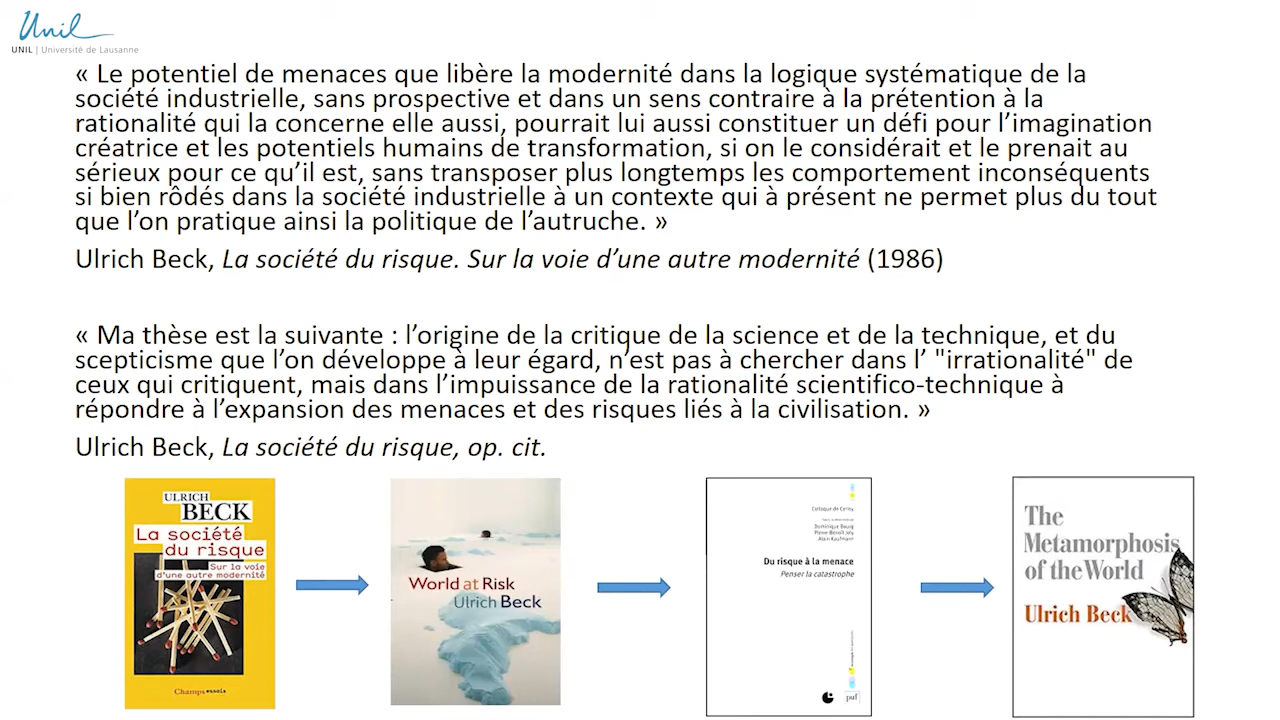 Unil
UNIL | Université de Lausanne
« Le potentiel de menaces que libère la modernité dans la logique systématique de la
société industrielle, sans prospective et dans un sens contraire à la prétention à la
rationalité qui la concerne elle aussi, pourrait lui aussi constituer un défi pour l’imagination
créatrice et les potentiels humains de transformation, si on le considérait et le prenait au
sérieux pour ce qu’il est, sans transposer plus longtemps les comportement inconséquents
si bien rôdés dans la société industrielle à un contexte qui à présent ne permet plus du tout
que l’on pratique ainsi la politique de l’autruche. »
Ulrich Beck, La société du risque. Sur la voie d’une autre modernité (1986)
« Ma thèse est la suivante : l’origine de la critique de la science et de la technique, et du
scepticisme que l’on développe à leur égard, n’est pas à chercher dans l’ "irrationalité" de
ceux qui critiquent, mais dans l’impuissance de la rationalité scientifico-technique à
répondre à l’expansion des menaces et des risques liés à la civilisation. »
Ulrich Beck, La société du risque, op. cit.
ULRICH
BECK
La société
du risque
Sur la voie
d'une autre modernité
Champs essais
World at Risk
Ulrich Beck
Colloque de Cerisy
Dominique Bourg
Pierre-Benoît Joly
Alain Kaufmann
Du risque à la menace
Penser la catastrophe
puf
The
Metamorphosis
of the World
Ulrich Beck